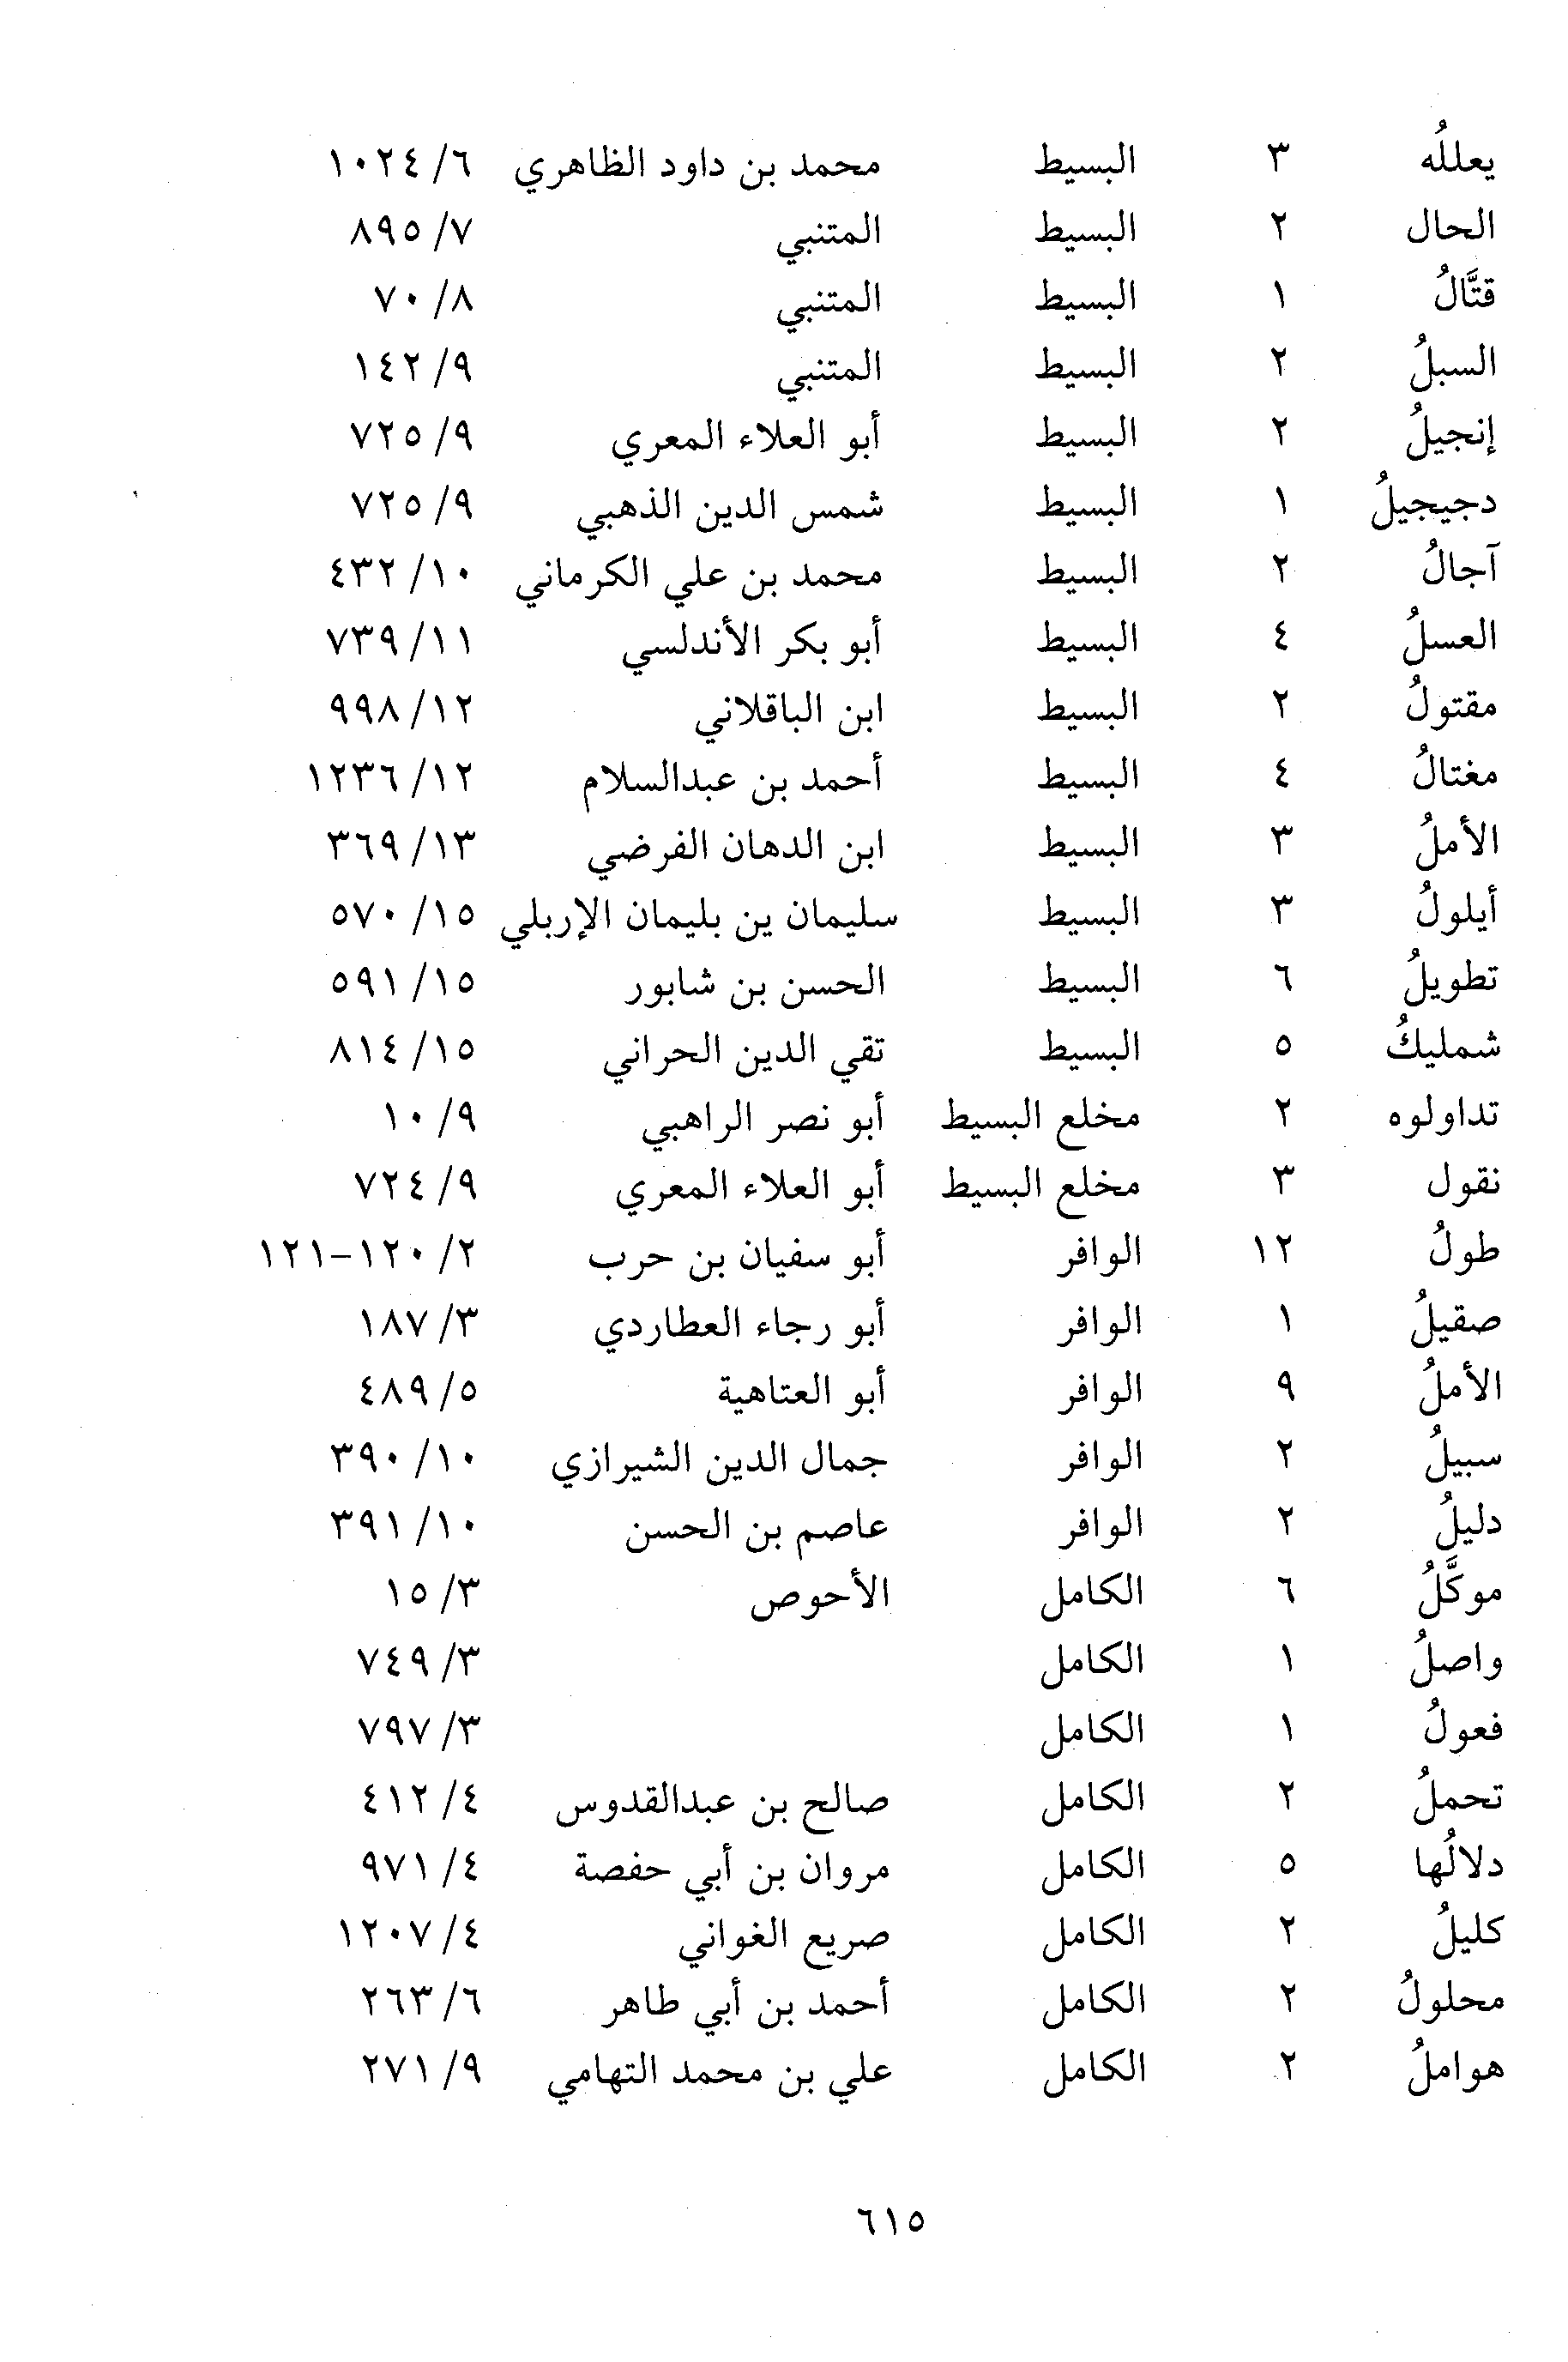 يعللُه ٣ البسيط محمد بن داود الظاهري ٦/ ١٠٢٤
الحال ٢ البسيط المتنبي ٧/ ٨٩٥
قتَّالُ ١ البسيط المتنبي ٨/ ٧٠
السبلُ ٢ البسيط المتنبي ٩/ ١٤٢
إنجيلُ ٢ البسيط أبو العلاء المعري ٩/ ٧٢٥
دجيجيلُ ١ البسيط شمس الدين الذهبي ٩/ ٧٢٥
آجالُ ٢ البسيط محمد بن علي الكرماني ١٠/ ٤٣٢
العسلُ ٤ البسيط أبو بكر الأندلسي ١١/ ٧٣٩
مقتولُ ٢ البسيط ابن الباقلاني ١٢/ ٩٩٨
مغتالُ ٤ البسيط أحمد بن عبدالسلام ١٢/ ١٢٣٦
الأملُ ٣ البسيط ابن الدهان الفرضي ١٣/ ٣٦٩
أيلولُ ٣ البسيط سليمان ين بليمان الإربلي ١٥/ ٥٧٠
تطويلُ ٦ البسيط الحسن بن شابور ١٥/ ٥٩١
شمليكُ ٥ البسيط تقي الدين الحراني ١٥/ ٨١٤
تداولوه ٢ مخلع البسيط أبو نصر الراهبي ٩/ ١٠
نقول ٣ مخلع البسيط أبو العلاء المعري ٩/ ٧٢٤
طولُ ١٢ الوافر أبو سفيان بن حرب ٢/ ١٢٠-١٢١
صقيلُ ١ الوافر أبو رجاء العطاردي ٣/ ١٨٧
الأملُ ٩ الوافر أبو العتاهية ٥/ ٤٨٩
سبيلُ ٢ الوافر جمال الدين الشيرازي ١٠/ ٣٩٠
دليلُ ٢ الوافر عاصم بن الحسن ١٠/ ٣٩١
موكَّلُ ٦ الكامل الأحوص ٣/ ١٥
واصلُ ١ الكامل ٣/ ٧٤٩
فعولُ ١ الكامل ٣/ ٧٩٧
تحملُ ٢ الكامل صالح بن عبدالقدوس ٤/ ٤١٢
دلالُها ٥ الكامل مروان بن أبي حفصة ٤/ ٩٧١
كليلُ ٢ الكامل صريع الغواني ٤/ ١٢٠٧
محلولُ ٢ الكامل أحمد بن أبي طاهر ٦/ ٢٦٣
هواملُ ٢ الكامل علي بن محمد التهامي ٩/ ٢٧١
٦١٥